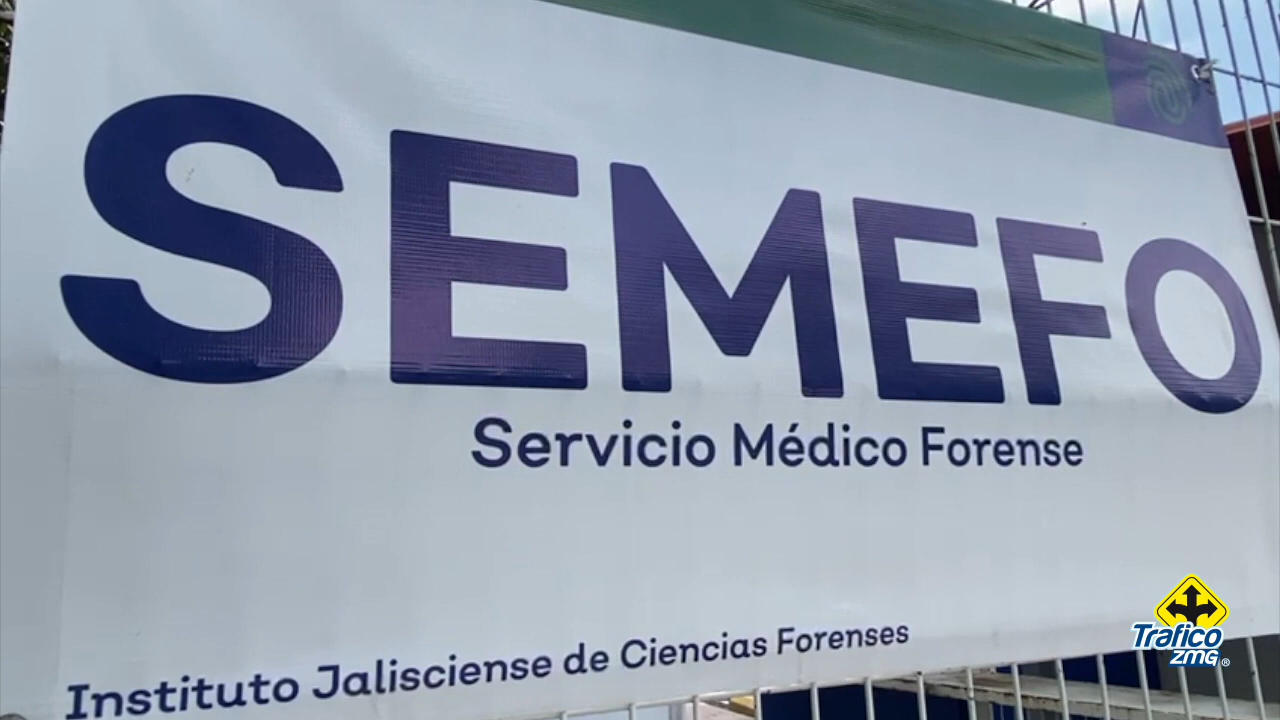 SEMEFO
Servicio Médico Forense
Instituto Jalisciense de Ciencias Forenses
Trafico
ZMG®